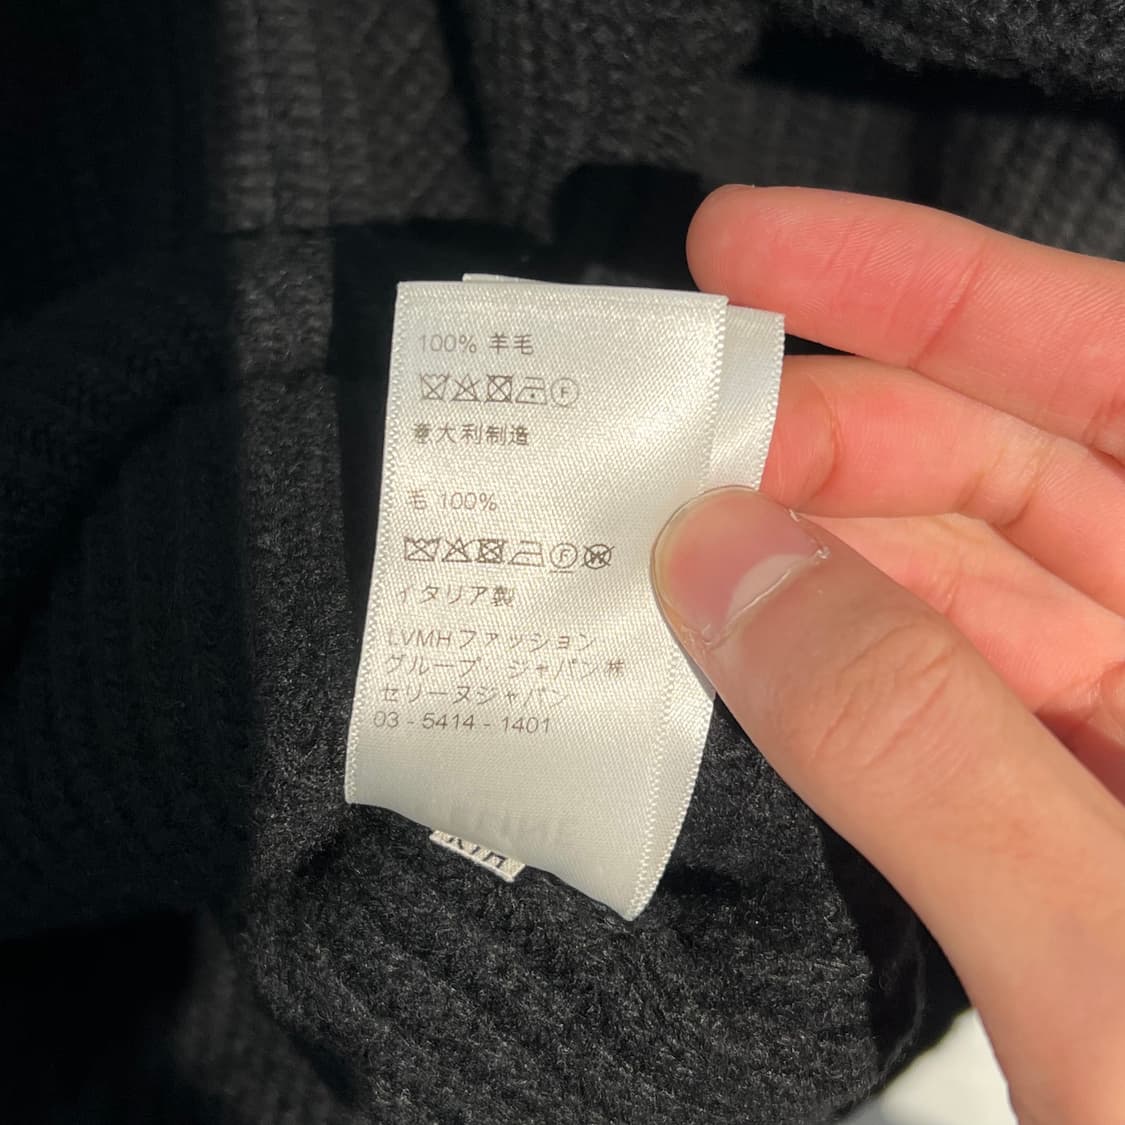 100% 羊毛
意大利制造
毛 100%
イタリア製
LVMHファッション
グループ・ジャパン㈱
セリーヌジャパン
03 - 5414 - 1401